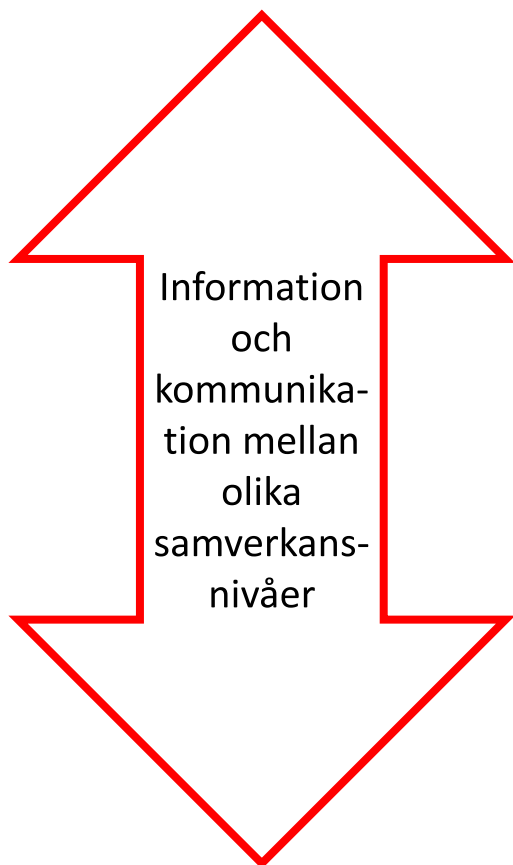 Information
och
kommunika-
tion mellan
olika
samverkans-
nivåer